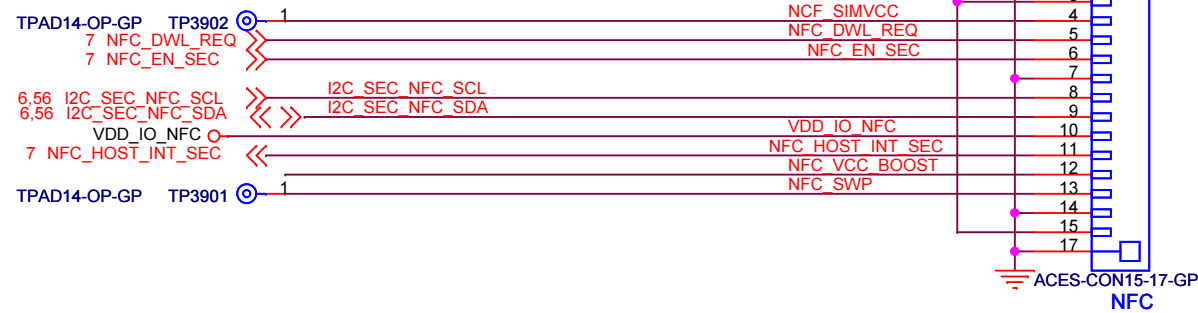 TPAD14-OP-GP TP3902 1 NCF_SIMVCC 4
7 NFC_DWL_REQ NFC_DWL_REQ 5
7 NFC_EN_SEC NFC_EN_SEC 6
7
6,56 I2C_SEC_NFC_SCL I2C_SEC_NFC_SCL 8
6,56 I2C_SEC_NFC_SDA I2C_SEC_NFC_SDA 9
VDD_IO_NFC VDD_IO_NFC 10
7 NFC_HOST_INT_SEC NFC_HOST_INT_SEC 11
NFC_VCC_BOOST 12
TPAD14-OP-GP TP3901 1 NFC_SWP 13
14
15
17
ACES-CON15-17-GP
NFC